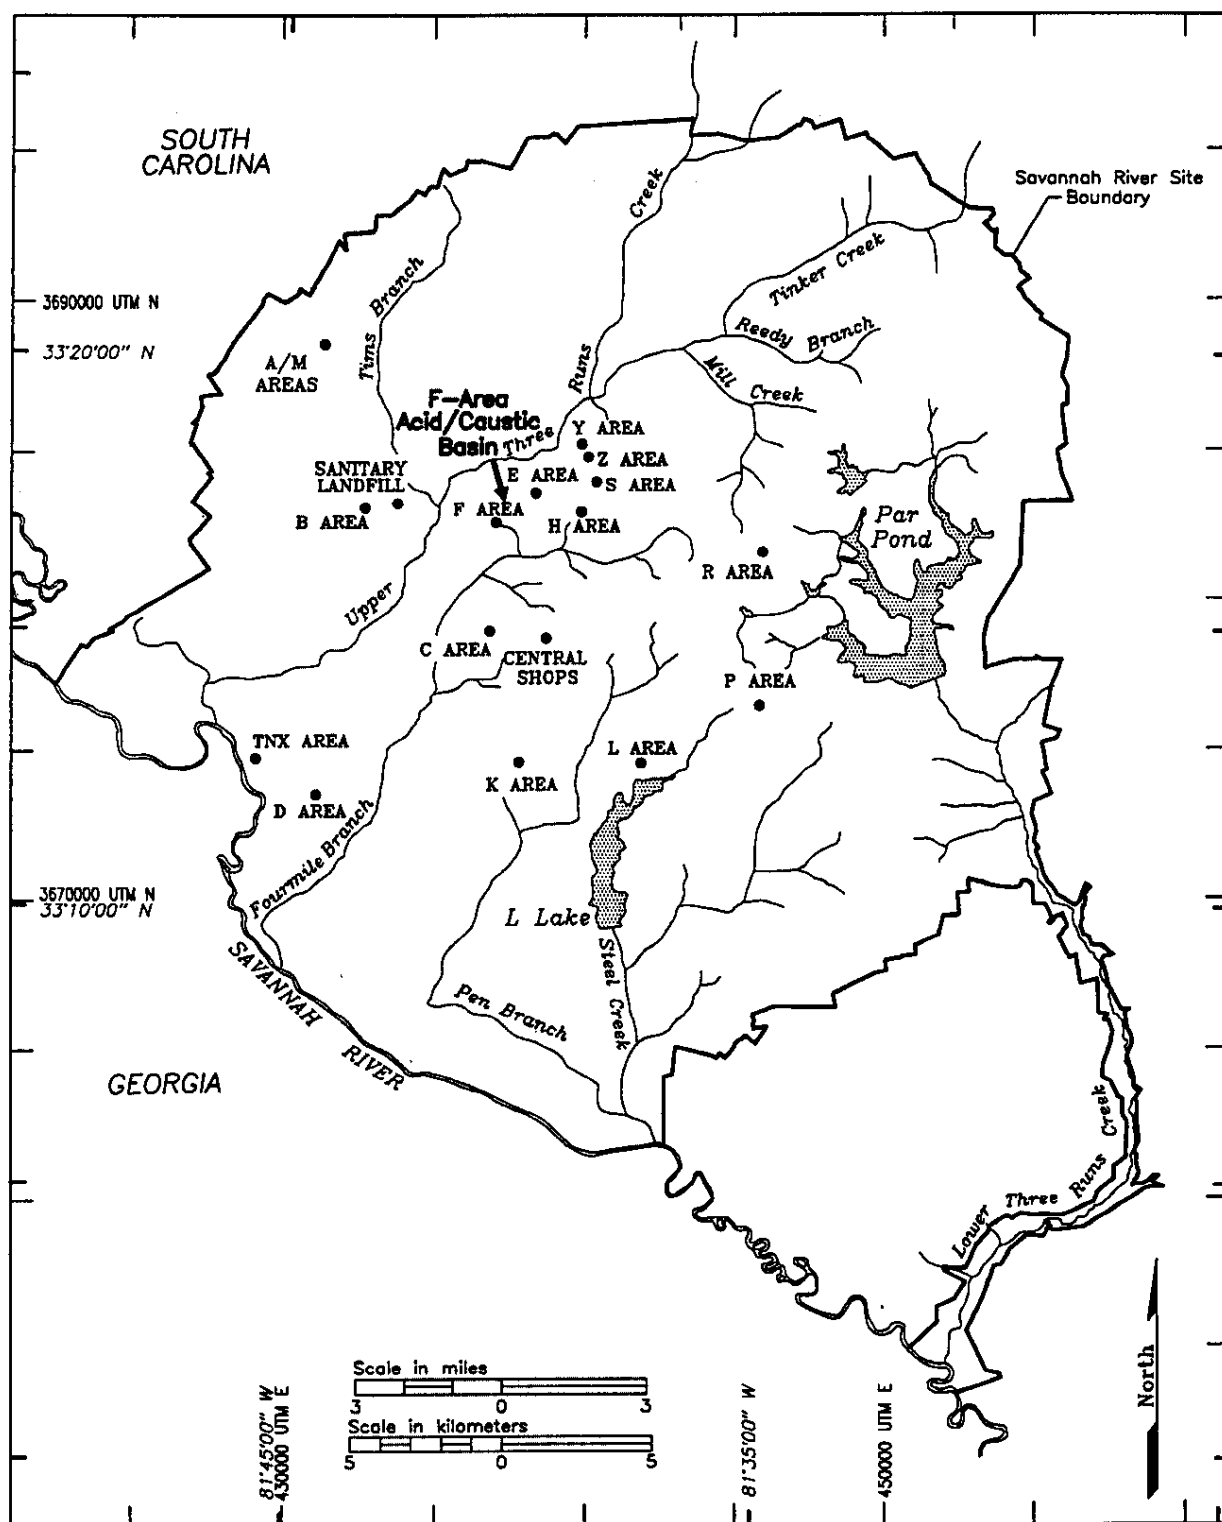 SOUTH
CAROLINA
Savannah River Site
Boundary
Creek
Tinker Creek
Tims Branch
3690000 UTM N
33°20'00" N
A/M
AREAS
Reedy Branch
Runs
Mill Creek
F-Area
Acid/Caustic
Basin
Three
Y AREA
Z AREA
SANITARY
LANDFILL
E AREA
S AREA
B AREA
F AREA
H AREA
Par
Pond
R AREA
Upper
C AREA
CENTRAL
SHOPS
P AREA
TNX AREA
L AREA
K AREA
D AREA
Fourmile Branch
3670000 UTM N
33°10'00" N
L Lake
Steel Creek
SAVANNAH RIVER
Pen Branch
GEORGIA
Lower Three Runs Creek
North
Scale in miles
3 0 3
Scale in kilometers
5 0 5
81°45'00" W
430000 UTM E
81°35'00" W
450000 UTM E